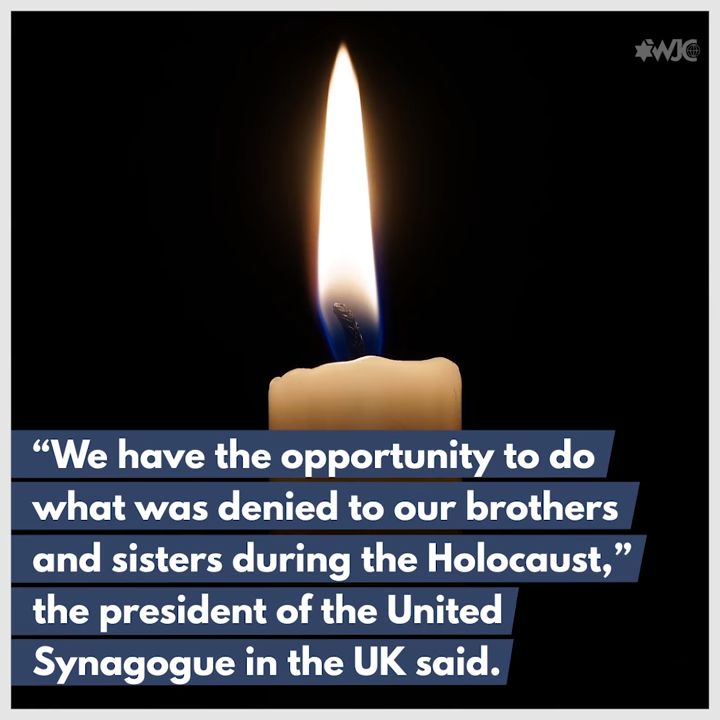 WJC
“We have the opportunity to do
what was denied to our brothers
and sisters during the Holocaust,”
the president of the United
Synagogue in the UK said.